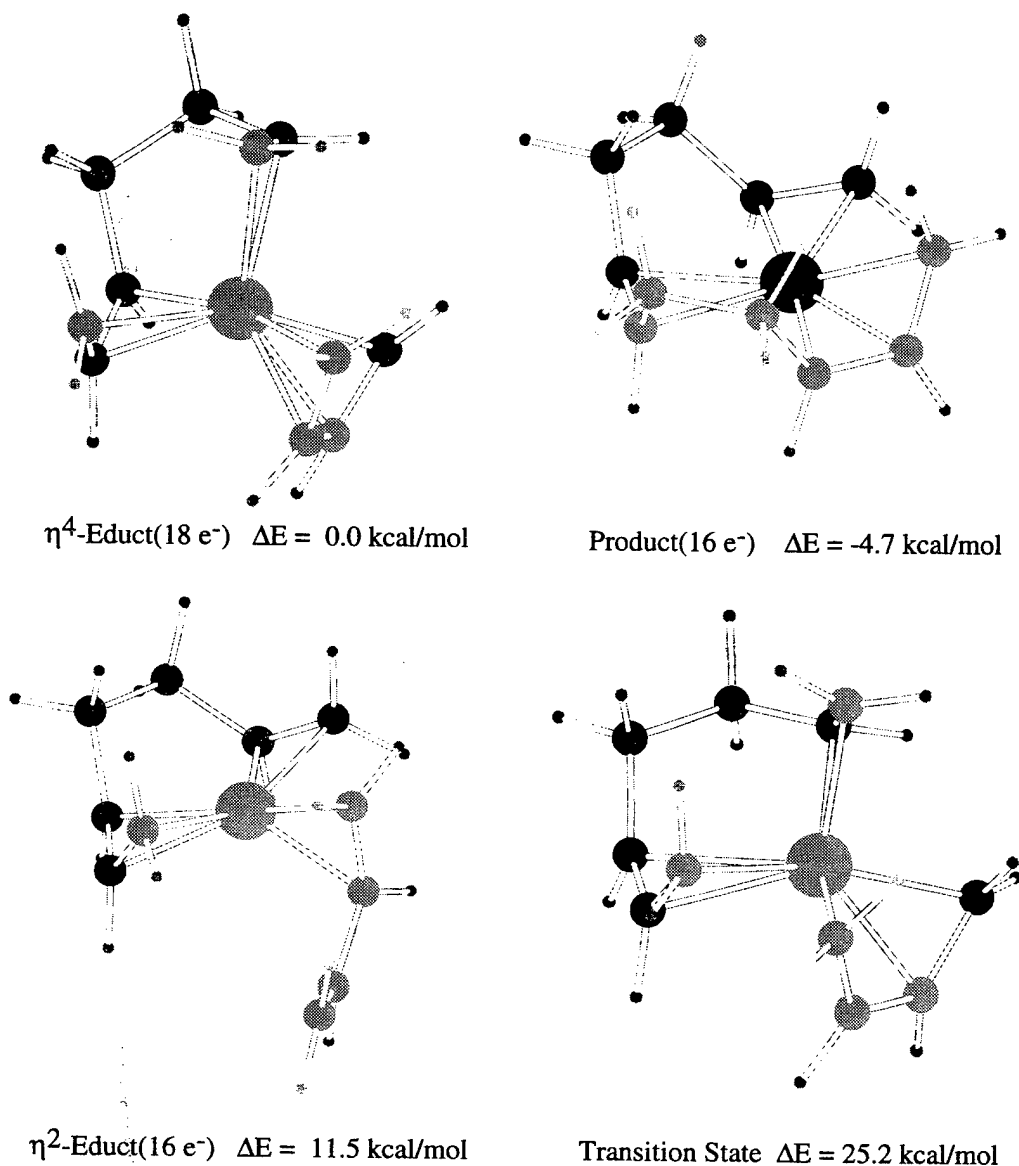 η4-Educt(18 e-) ΔE = 0.0 kcal/mol
Product(16 e-) ΔE = -4.7 kcal/mol
η2-Educt(16 e-) ΔE = 11.5 kcal/mol
Transition State ΔE = 25.2 kcal/mol